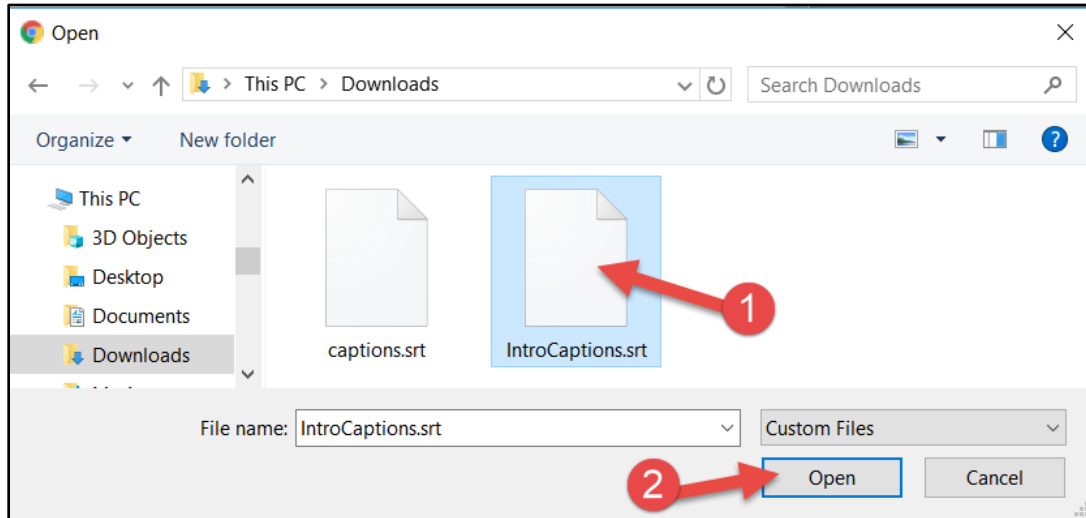 Open
This PC > Downloads
Search Downloads
Organize
New folder
?
This PC
3D Objects
Desktop
Documents
Downloads
captions.srt
IntroCaptions.srt
1
File name: IntroCaptions.srt
Custom Files
2
Open
Cancel